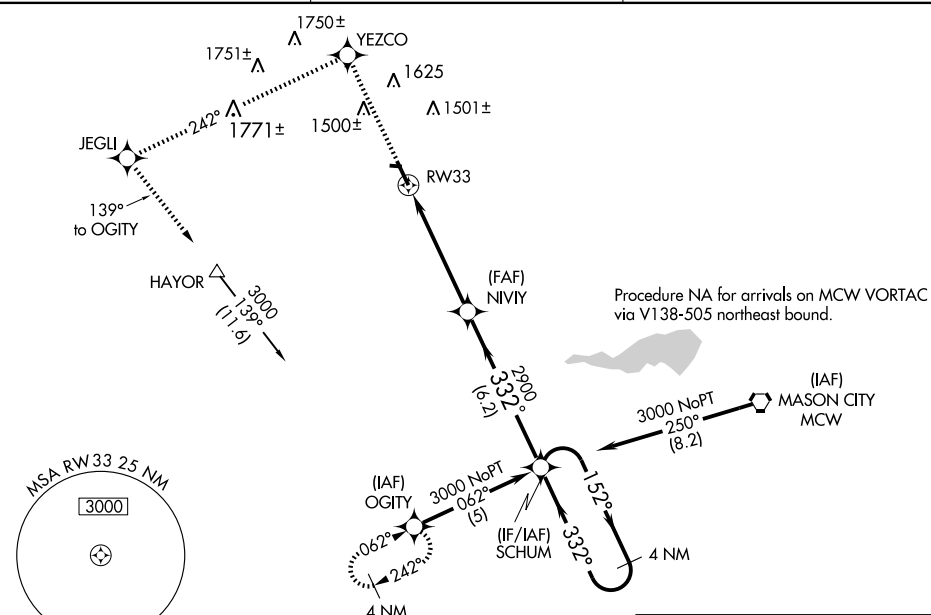 1750±
1751±
YEZCO
1625
242°
1771±
1500±
1501±
JEGLI
RW33
139°
to OGITY
HAYOR
3000
139°
(11.6)
(FAF)
NIVIY
Procedure NA for arrivals on MCW VORTAC
via V138-505 northeast bound.
2900
332°
(6.2)
(IAF)
MASON CITY
MCW
3000 NoPT
250°
(8.2)
MSA RW33 25 NM
3000
(IAF)
OGITY
3000 NoPT
062°
(5)
(IF/IAF)
SCHUM
152°
332°
4 NM
062°
242°
4 NM